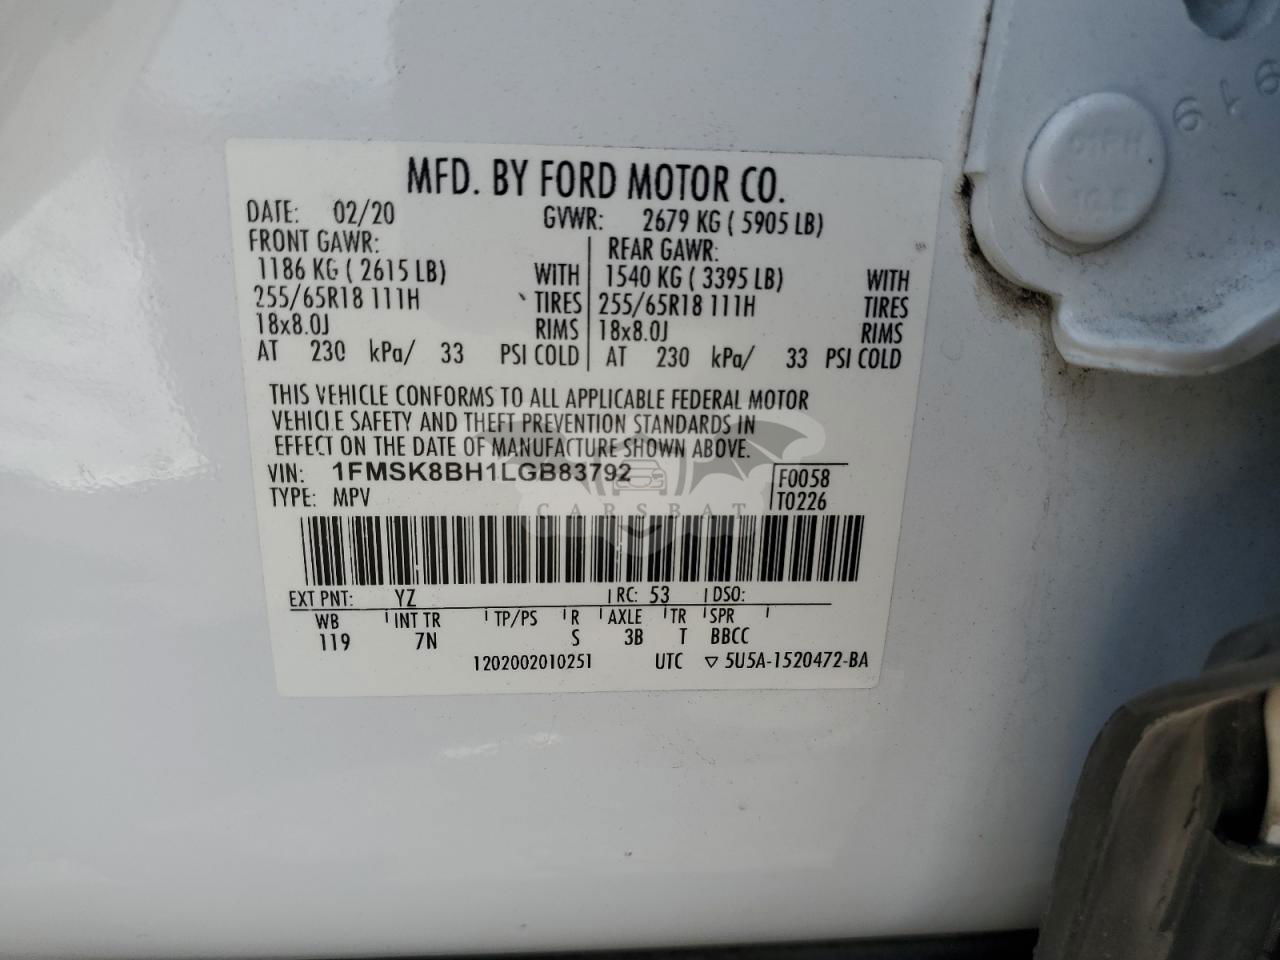 MFD. BY FORD MOTOR CO.
DATE: 02/20 GVWR: 2679 KG ( 5905 LB)
FRONT GAWR: REAR GAWR:
1186 KG ( 2615 LB) WITH 1540 KG ( 3395 LB) WITH
255/65R18 111H TIRES 255/65R18 111H TIRES
18x8.0J RIMS 18x8.0J RIMS
AT 230 kPa/ 33 PSI COLD AT 230 kPa/ 33 PSI COLD
THIS VEHICLE CONFORMS TO ALL APPLICABLE FEDERAL MOTOR
VEHICLE SAFETY AND THEFT PREVENTION STANDARDS IN
EFFECT ON THE DATE OF MANUFACTURE SHOWN ABOVE.
VIN: 1FMSK8BH1LGB83792 F0058
TYPE: MPV T0226
CARSBAT
EXT PNT: YZ RC: 53 DSO:
WB INT TR TP/PS R AXLE TR SPR
119 7N S 3B T BBCC
1202002010251 UTC ▽ 5U5A-1520472-BA
919